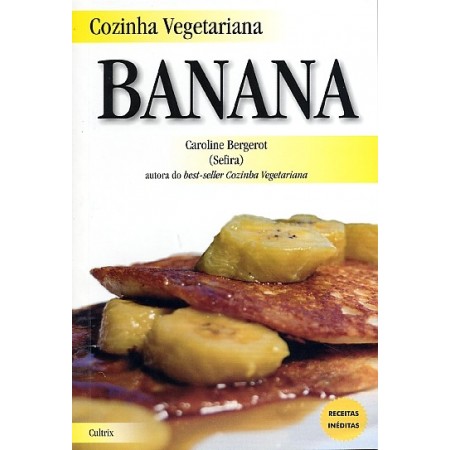 Cozinha Vegetariana
BANANA
Caroline Bergerot
(Sefira)
autora do best-seller Cozinha Vegetariana
RECEITAS
INÉDITAS
Cultrix